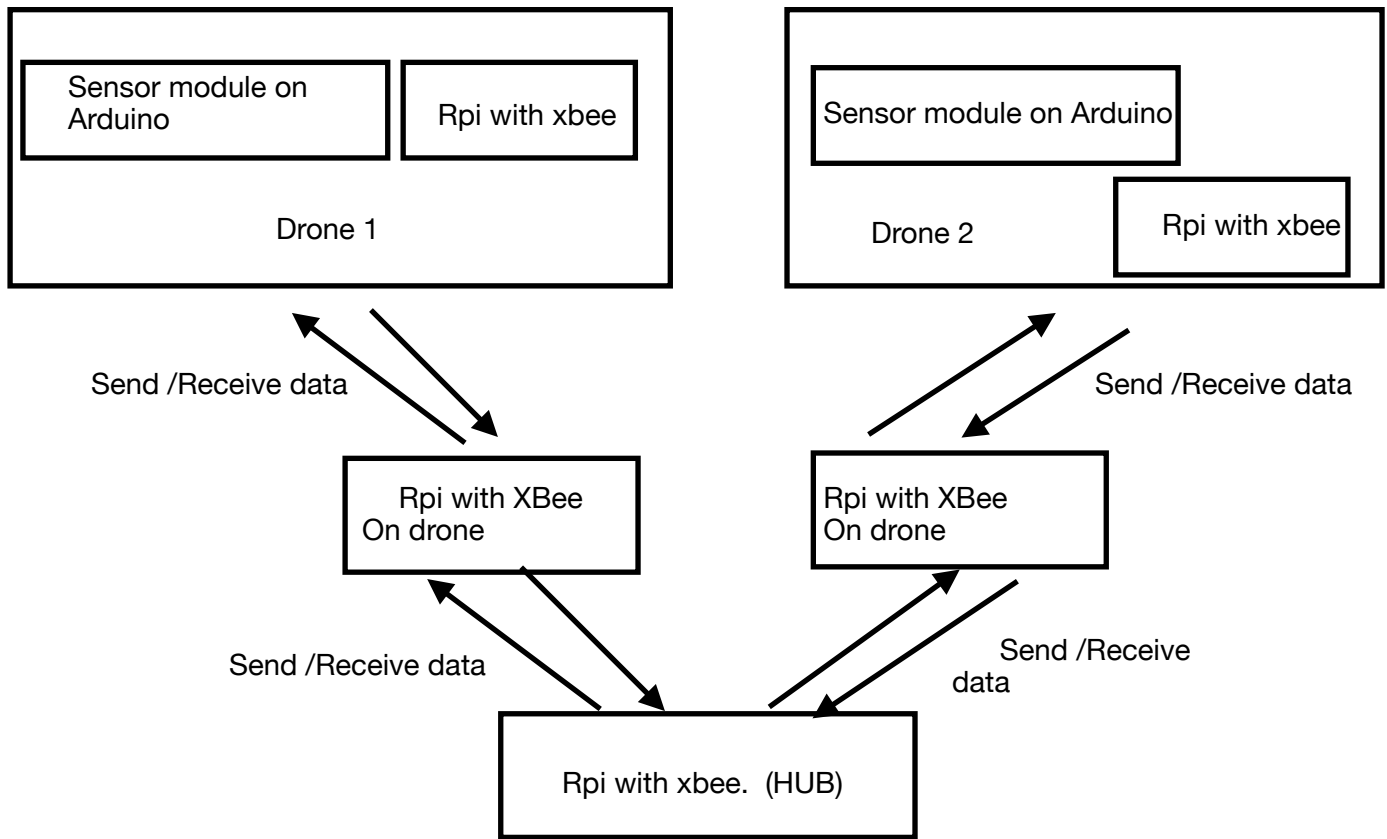 Sensor module on
Arduino
Rpi with xbee
Drone 1
Sensor module on Arduino
Rpi with xbee
Drone 2
Send /Receive data
Send /Receive data
Rpi with XBee
On drone
Rpi with XBee
On drone
Send /Receive data
Send /Receive
data
Rpi with xbee. (HUB)